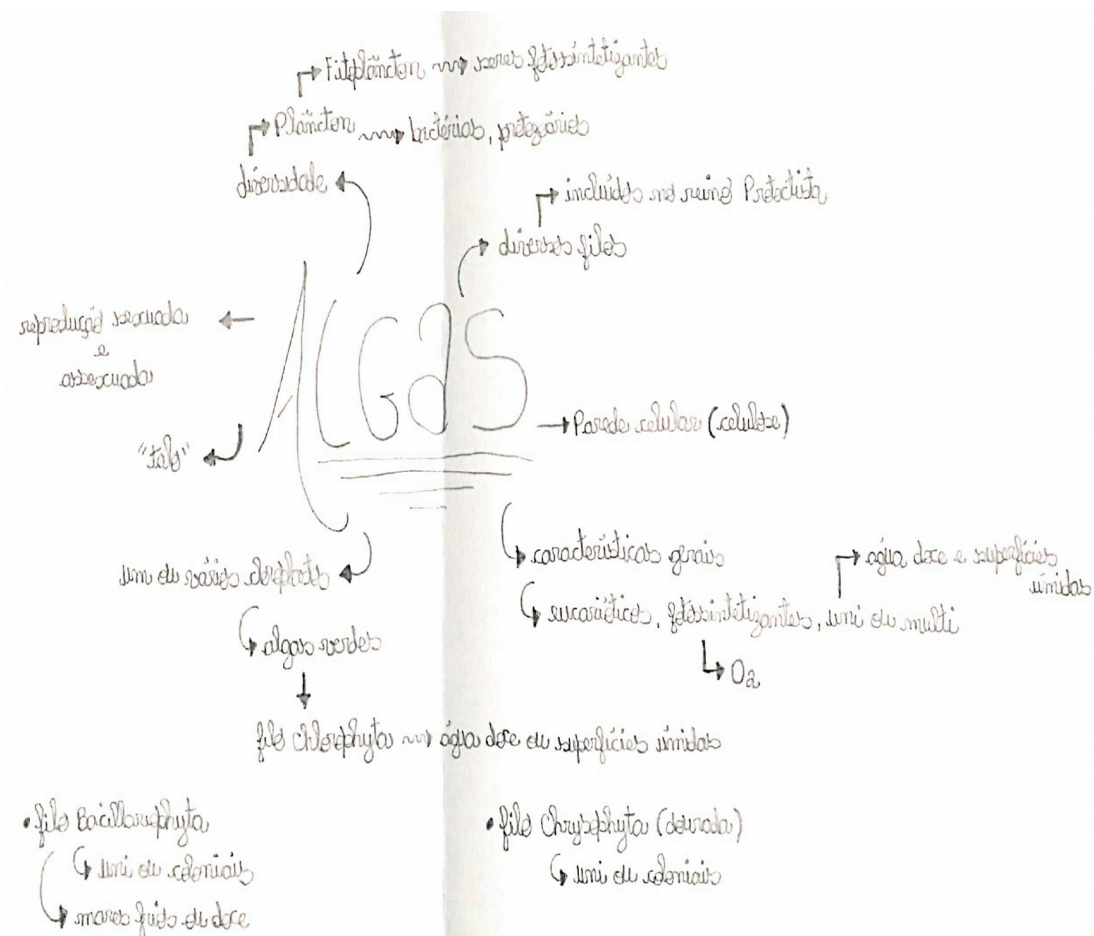 Fitoplâncton seres fotossintetizantes
Plâncton bactérias, protozoários
diversidade
incluídos no reino Protoctista
diversos filos
reprodução sexuada
e
assexuada
AlGaS
Parede celular (celulose)
"talo"
características gerais
água doce e superfícies
úmidas
um ou vários cloroplastos
eucarióticos, fotossintetizantes, uni ou multi
algas verdes
O2
filo Chlorophyta água doce ou superfícies úmidas
• filo Bacillariophyta
uni ou coloniais
mares frios ou doce
• filo Chrysophyta (dourada)
uni ou coloniais